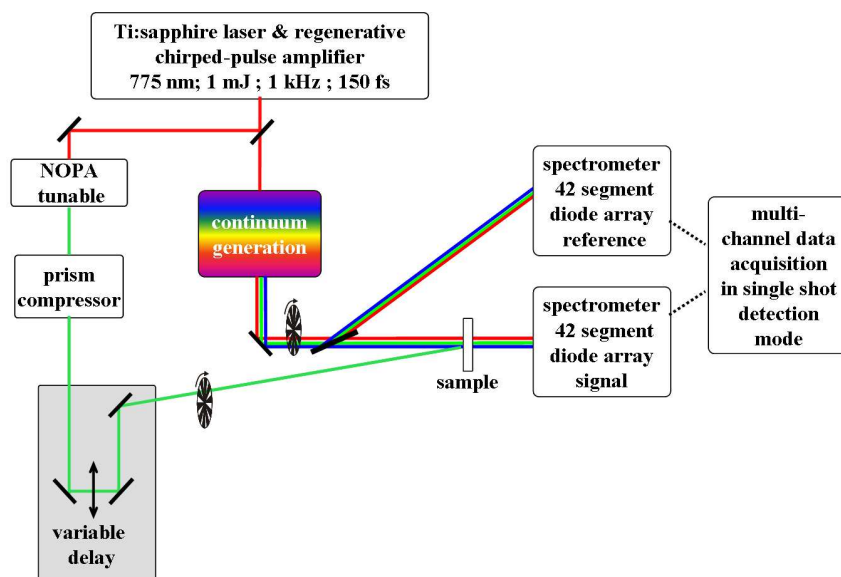 Ti:sapphire laser & regenerative
chirped-pulse amplifier
775 nm; 1 mJ ; 1 kHz ; 150 fs
NOPA
tunable
continuum
generation
prism
compressor
spectrometer
42 segment
diode array
reference
multi-
channel data
acquisition
in single shot
detection
mode
spectrometer
42 segment
diode array
signal
sample
variable
delay